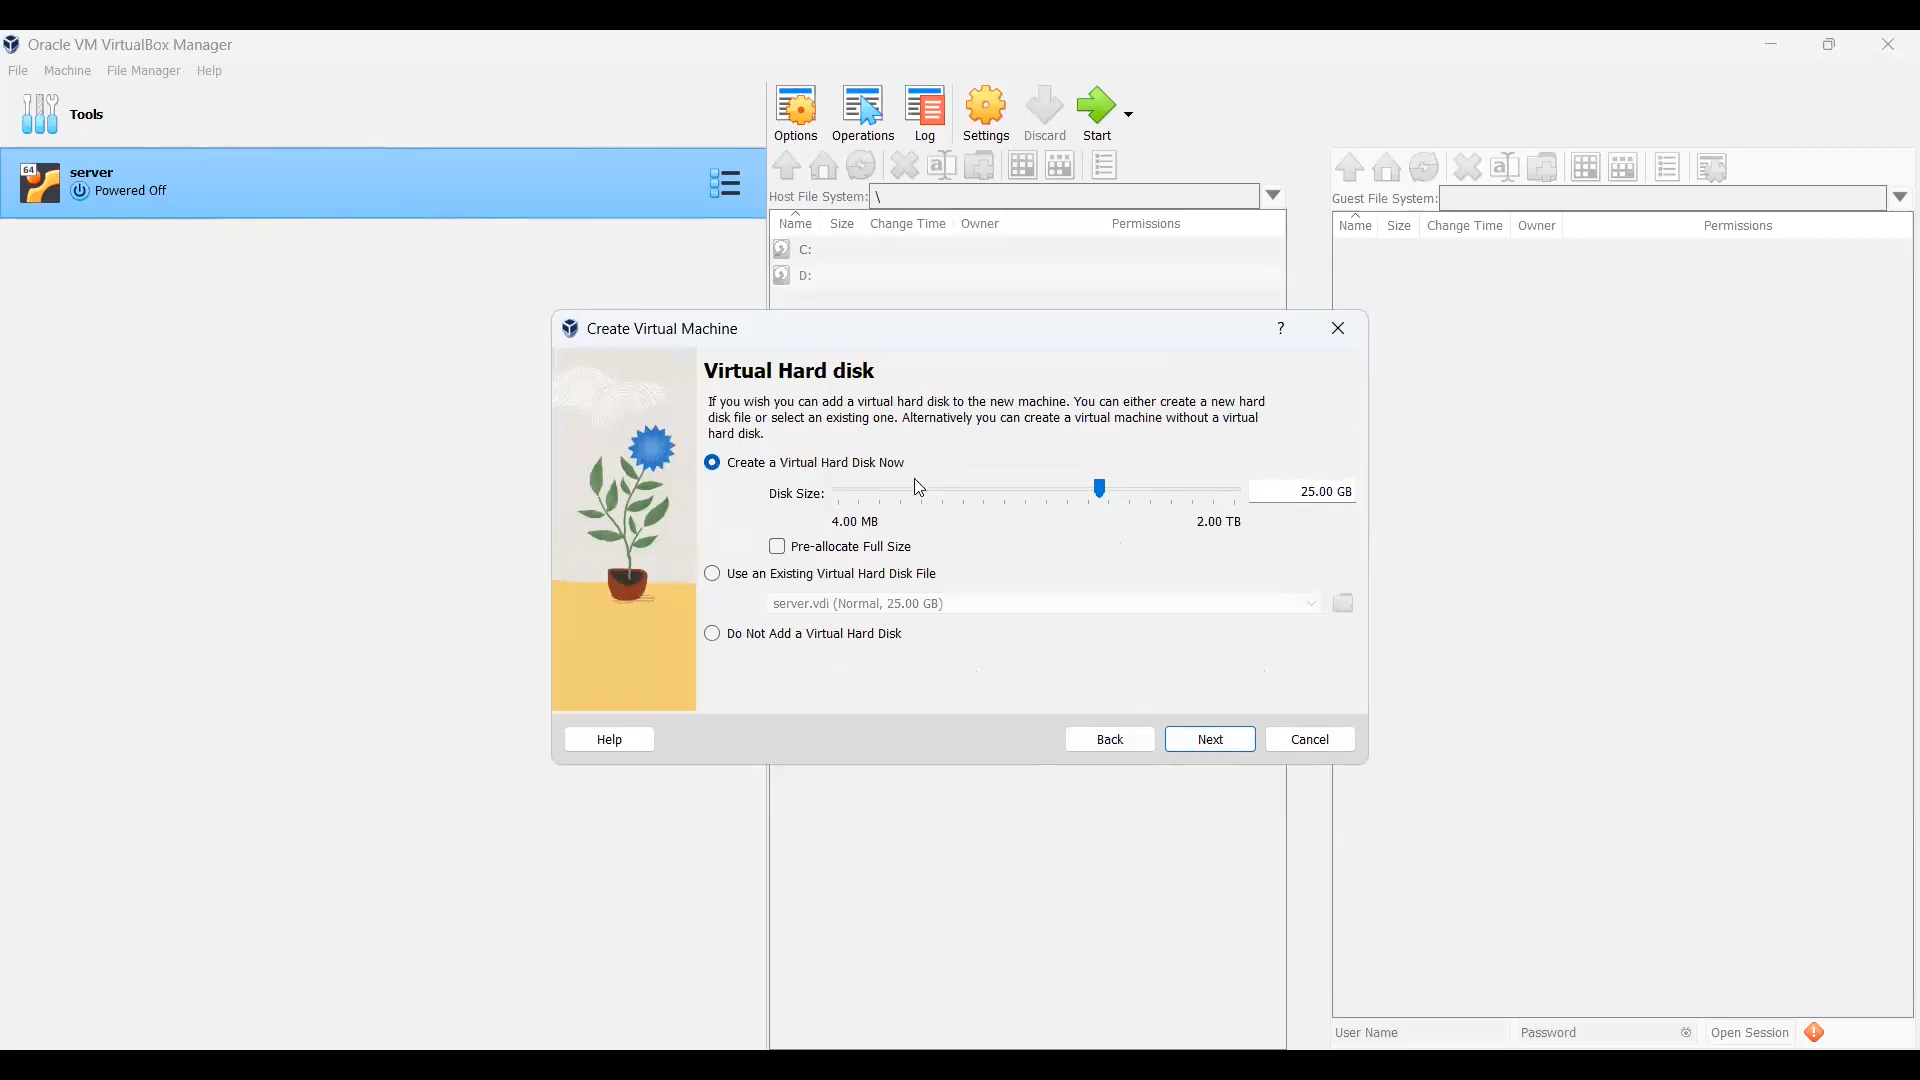 Oracle VM VirtualBox Manager
File Machine File Manager Help
Tools
Options Operations Log Settings Discard Start
64
server
Powered Off
Host File System: \
Guest File System:
Name Size Change Time Owner Permissions
Name Size Change Time Owner Permissions
C:
D:
Create Virtual Machine ?
Virtual Hard disk
If you wish you can add a virtual hard disk to the new machine. You can either create a new hard
disk file or select an existing one. Alternatively you can create a virtual machine without a virtual
hard disk.
Create a Virtual Hard Disk Now
Disk Size: 25.00 GB
4.00 MB 2.00 TB
Pre-allocate Full Size
Use an Existing Virtual Hard Disk File
server.vdi (Normal, 25.00 GB)
Do Not Add a Virtual Hard Disk
Help Back Next Cancel
User Name Password Open Session